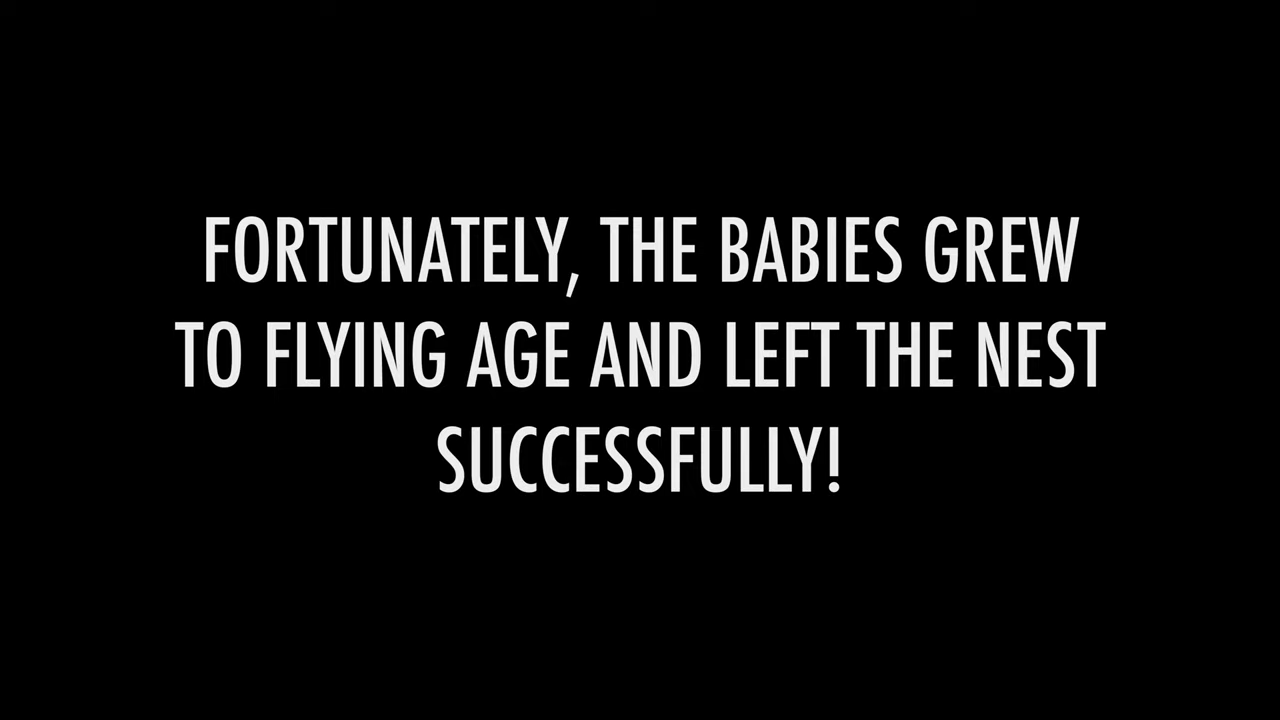 FORTUNATELY, THE BABIES GREW
TO FLYING AGE AND LEFT THE NEST
SUCCESSFULLY!